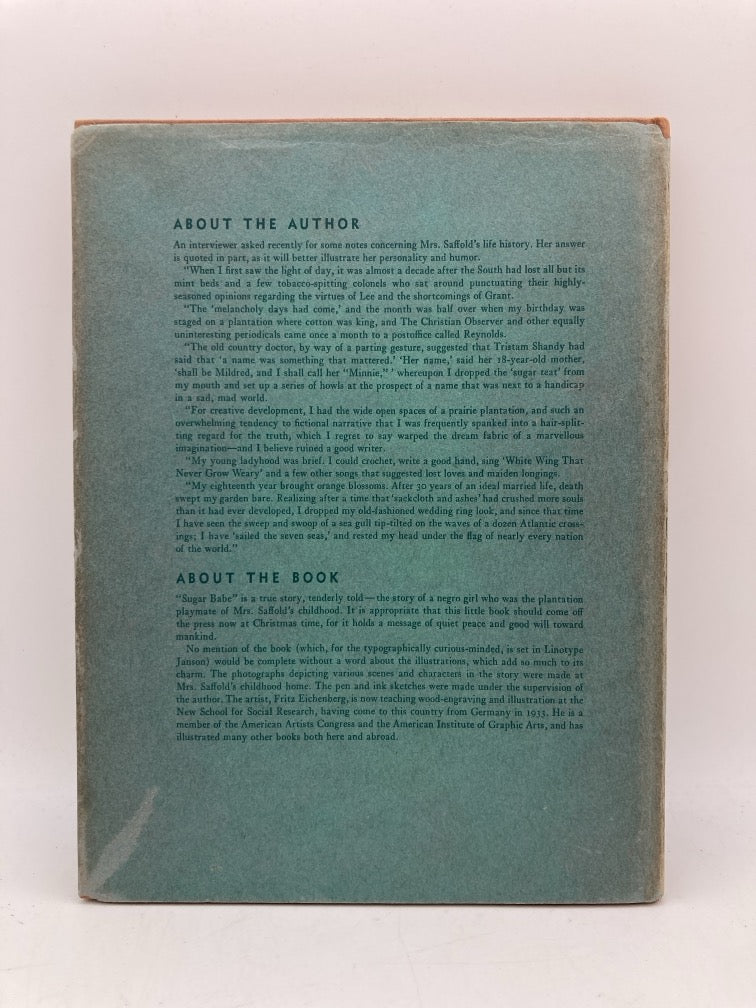 ABOUT THE AUTHOR
An interviewer asked recently for some notes concerning Mrs. Saffold's life history. Her answer
is quoted in part, as it will better illustrate her personality and humor.
"When I first saw the light of day, it was almost a decade after the South had lost all but its
mint beds and a few tobacco-spitting colonels who sat around punctuating their highly-
seasoned opinions regarding the virtues of Lee and the shortcomings of Grant.
"The 'melancholy days had come,' and the month was half over when my birthday was
staged on a plantation where cotton was king, and The Christian Observer and other equally
uninteresting periodicals came once a month to a postoffice called Reynolds.
"The old country doctor, by way of a parting gesture, suggested that Tristam Shandy had
said that 'a name was something that mattered.' 'Her name,' said her 18-year-old mother,
'shall be Mildred, and I shall call her "Minnie," ' whereupon I dropped the 'sugar teat' from
my mouth and set up a series of howls at the prospect of a name that was next to a handicap
in a sad, mad world.
"For creative development, I had the wide open spaces of a prairie plantation, and such an
overwhelming tendency to fictional narrative that I was frequently spanked into a hair-split-
ting regard for the truth, which I regret to say warped the dream fabric of a marvellous
imagination—and I believe ruined a good writer.
"My young ladyhood was brief. I could crochet, write a good hand, sing 'White Wing That
Never Grow Weary' and a few other songs that suggested lost loves and maiden longings.
"My eighteenth year brought orange blossoms. After 30 years of an ideal married life, death
swept my garden bare. Realizing after a time that 'sackcloth and ashes' had crushed more souls
than it had ever developed, I dropped my old-fashioned wedding ring look, and since that time
I have seen the sweep and swoop of a sea gull tip-tilted on the waves of a dozen Atlantic cross-
ings; I have 'sailed the seven seas,' and rested my head under the flag of nearly every nation
of the world."
ABOUT THE BOOK
"Sugar Babe" is a true story, tenderly told—the story of a negro girl who was the plantation
playmate of Mrs. Saffold's childhood. It is appropriate that this little book should come off
the press now at Christmas time, for it holds a message of quiet peace and good will toward
mankind.
No mention of the book (which, for the typographically curious-minded, is set in Linotype
Janson) would be complete without a word about the illustrations, which add so much to its
charm. The photographs depicting various scenes and characters in the story were made at
Mrs. Saffold's childhood home. The pen and ink sketches were made under the supervision of
the author. The artist, Fritz Eichenberg, is now teaching wood-engraving and illustration at the
New School for Social Research, having come to this country from Germany in 1933. He is a
member of the American Artists Congress and the American Institute of Graphic Arts, and has
illustrated many other books both here and abroad.